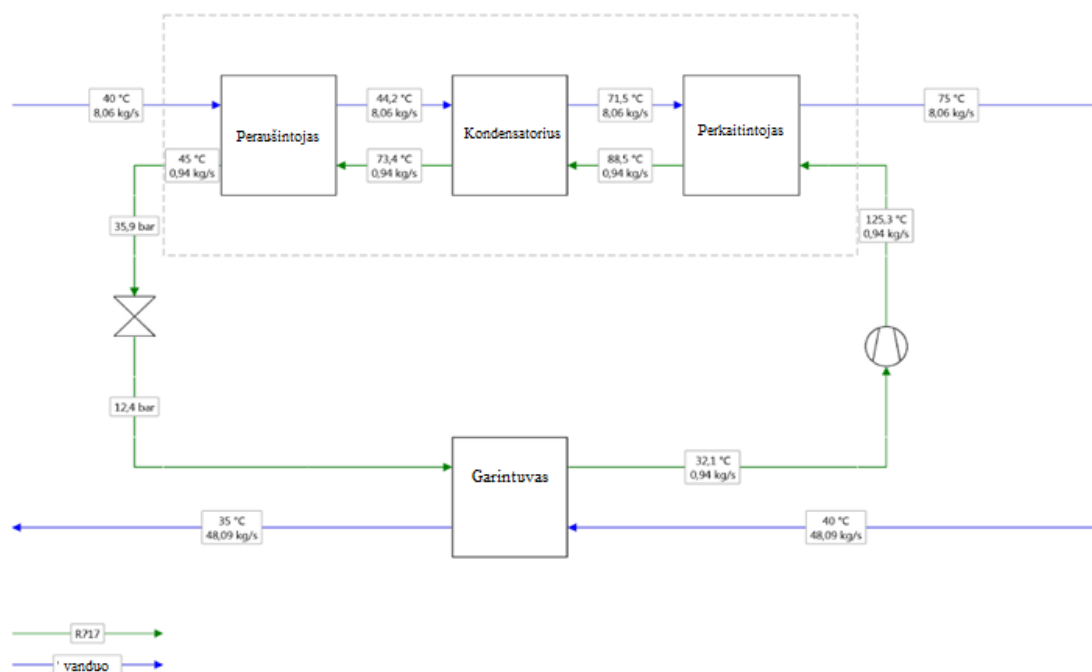 40 °C
8,06 kg/s
44,2 °C
8,06 kg/s
71,5 °C
8,06 kg/s
75 °C
8,06 kg/s
Peraušintojas
Kondensatorius
Perkaitintojas
45 °C
0,94 kg/s
73,4 °C
0,94 kg/s
88,5 °C
0,94 kg/s
35,9 bar
125,3 °C
0,94 kg/s
12,4 bar
Garintuvas
32,1 °C
0,94 kg/s
35 °C
48,09 kg/s
40 °C
48,09 kg/s
R717
vanduo